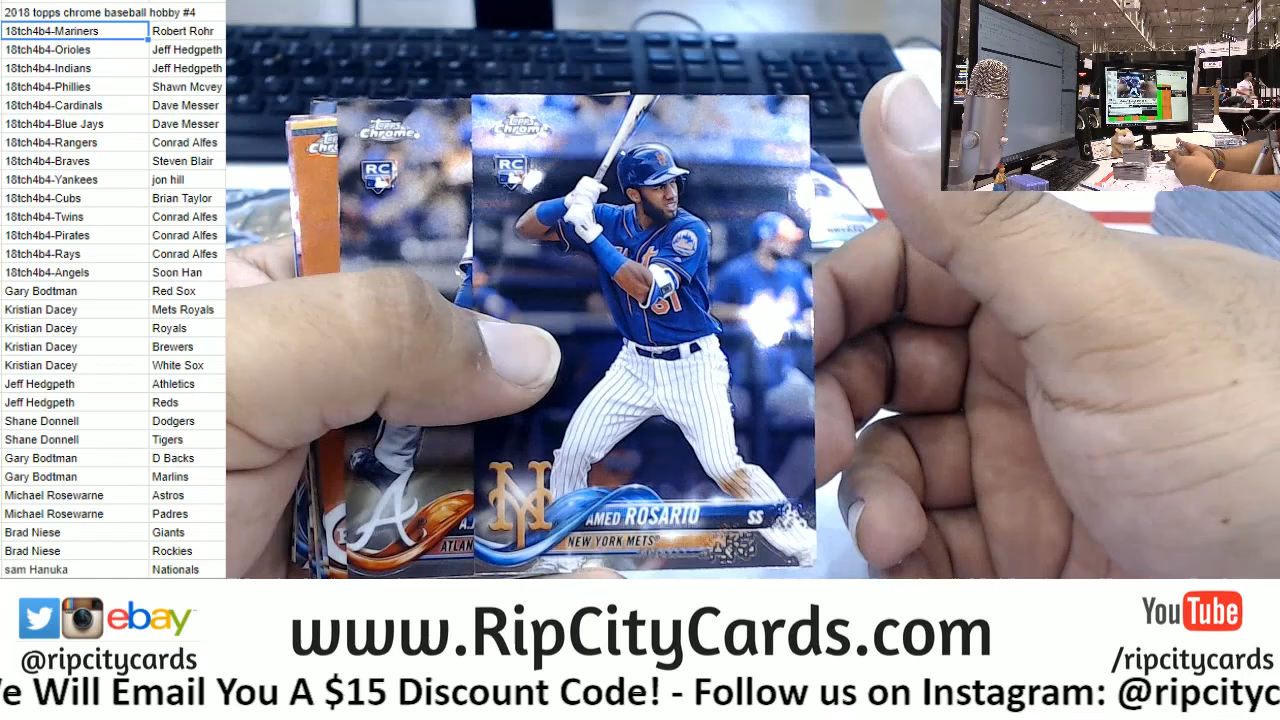 2018 topps chrome baseball hobby #4
18tch4b4-Mariners Robert Rohr
18tch4b4-Orioles Jeff Hedgpeth
18tch4b4-Indians Jeff Hedgpeth
18tch4b4-Phillies Shawn Mcvey
18tch4b4-Cardinals Dave Messer
18tch4b4-Blue Jays Dave Messer
18tch4b4-Rangers Conrad Alfes
18tch4b4-Braves Steven Blair
18tch4b4-Yankees jon hill
18tch4b4-Cubs Brian Taylor
18tch4b4-Twins Conrad Alfes
18tch4b4-Pirates Conrad Alfes
18tch4b4-Rays Conrad Alfes
18tch4b4-Angels Soon Han
Gary Bodtman Red Sox
Kristian Dacey Mets Royals
Kristian Dacey Royals
Kristian Dacey Brewers
Kristian Dacey White Sox
Jeff Hedgpeth Athletics
Jeff Hedgpeth Reds
Shane Donnell Dodgers
Shane Donnell Tigers
Gary Bodtman D Backs
Gary Bodtman Marlins
Michael Rosewarne Astros
Michael Rosewarne Padres
Brad Niese Giants
Brad Niese Rockies
sam Hanuka Nationals
Topps Chrome
RC
A
A.J
ATLAN
Topps Chrome
RC
Mets
61
NY
AMED ROSARIO SS
NEW YORK METS
ebay
@ripcitycards
www.RipCityCards.com
YouTube
/ripcitycards
e Will Email You A $15 Discount Code! - Follow us on Instagram: @ripcityc